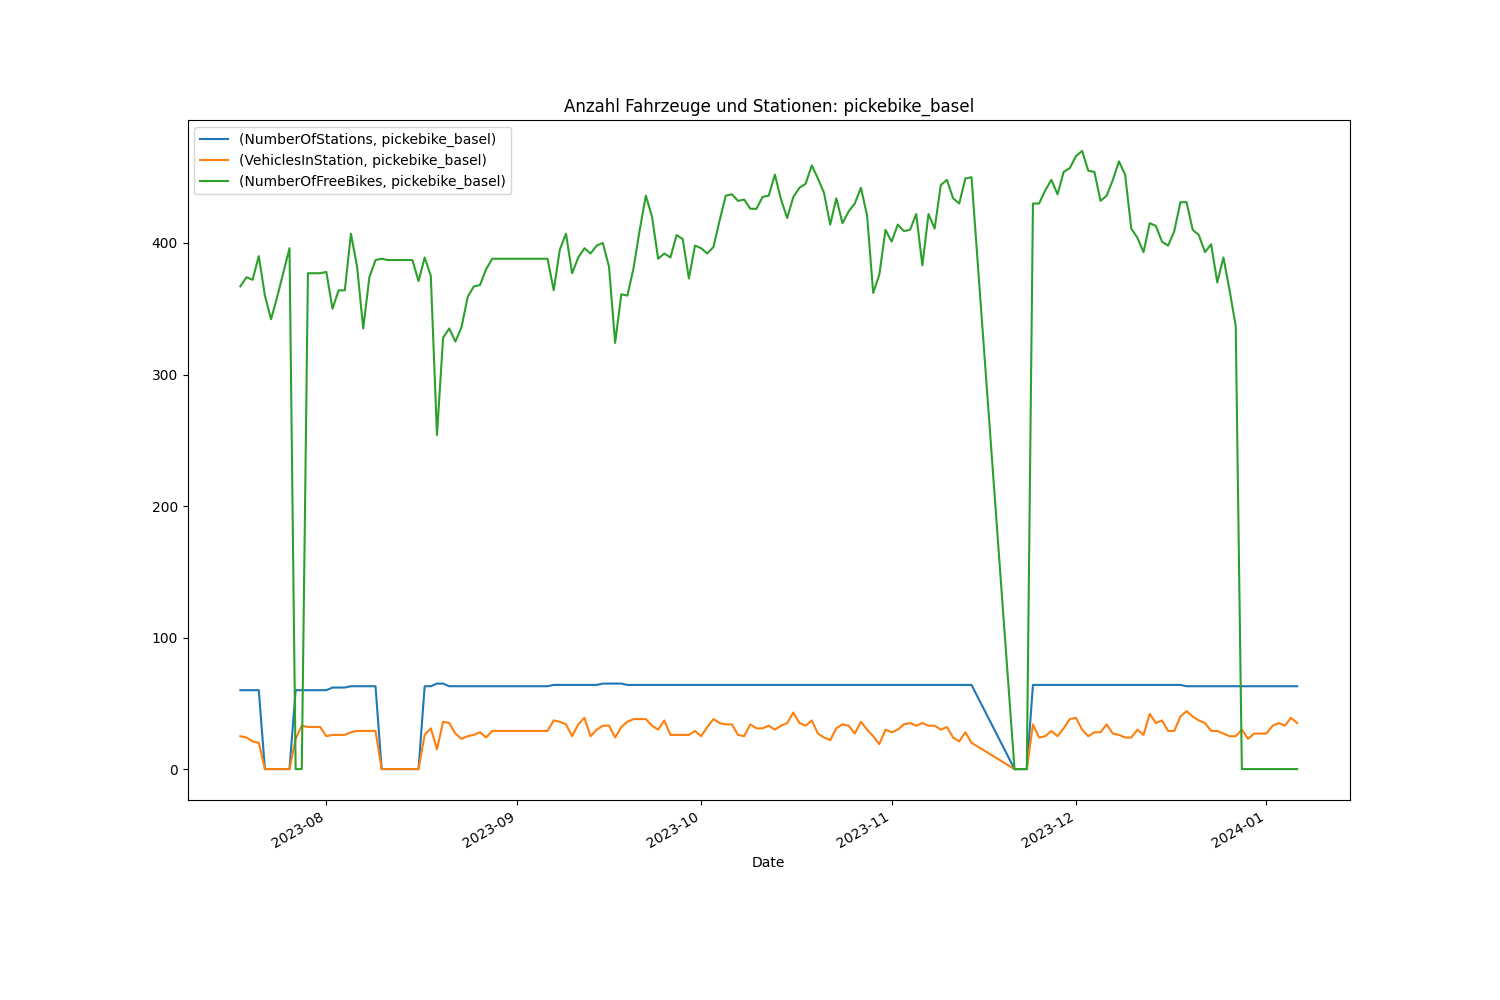 Anzahl Fahrzeuge und Stationen: pickebike_basel
(NumberOfStations, pickebike_basel)
(VehiclesInStation, pickebike_basel)
(NumberOfFreeBikes, pickebike_basel)
400
300
200
100
0
2023-08
2023-09
2023-10
2023-11
2023-12
2024-01
Date